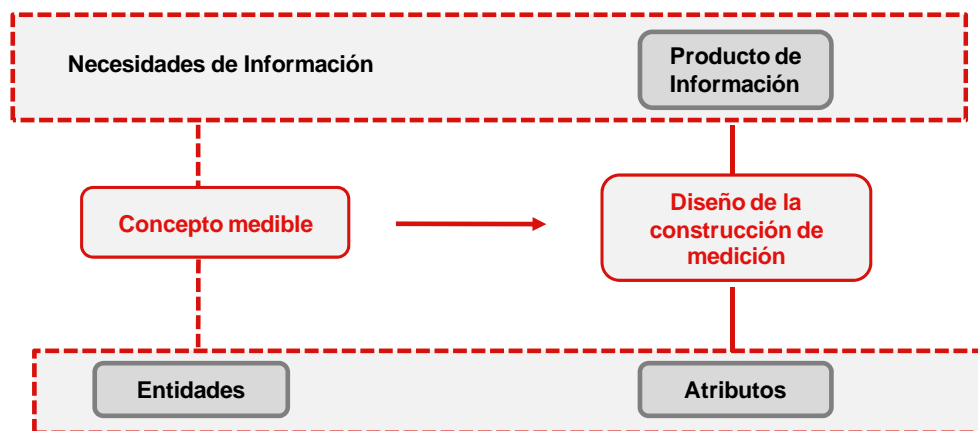 Necesidades de Información
Producto de
Información
Concepto medible
Diseño de la
construcción de
medición
Entidades
Atributos